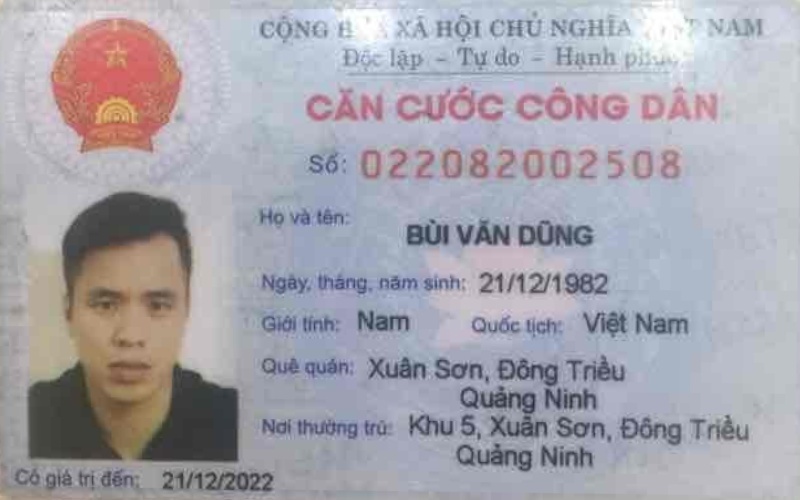 CỘNG HÒA XÃ HỘI CHỦ NGHĨA VIỆT NAM
Độc lập - Tự do - Hạnh phúc
CĂN CƯỚC CÔNG DÂN
Số: 022082002508
Họ và tên:
BÙI VĂN DŨNG
Ngày, tháng, năm sinh: 21/12/1982
Giới tính: Nam Quốc tịch: Việt Nam
Quê quán: Xuân Sơn, Đông Triều
Quảng Ninh
Nơi thường trú: Khu 5, Xuân Sơn, Đông Triều
Quảng Ninh
Có giá trị đến: 21/12/2022